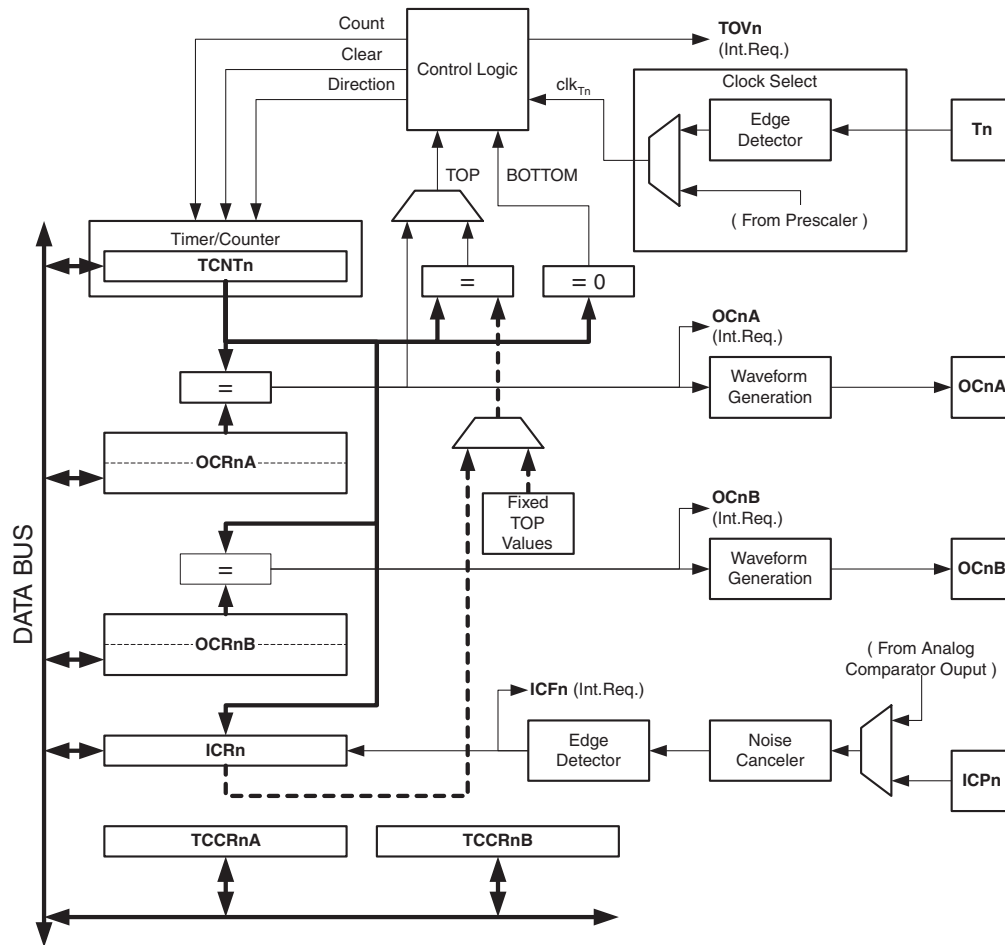 Count
Clear
Direction
Control Logic
TOVn
(Int.Req.)
clkTn
Clock Select
Edge
Detector
Tn
( From Prescaler )
TOP
BOTTOM
Timer/Counter
TCNTn
=
= 0
OCnA
(Int.Req.)
=
Waveform
Generation
OCnA
OCRnA
Fixed
TOP
Values
OCnB
(Int.Req.)
=
Waveform
Generation
OCnB
OCRnB
DATA BUS
( From Analog
Comparator Ouput )
ICFn (Int.Req.)
ICRn
Edge
Detector
Noise
Canceler
ICPn
TCCRnA
TCCRnB